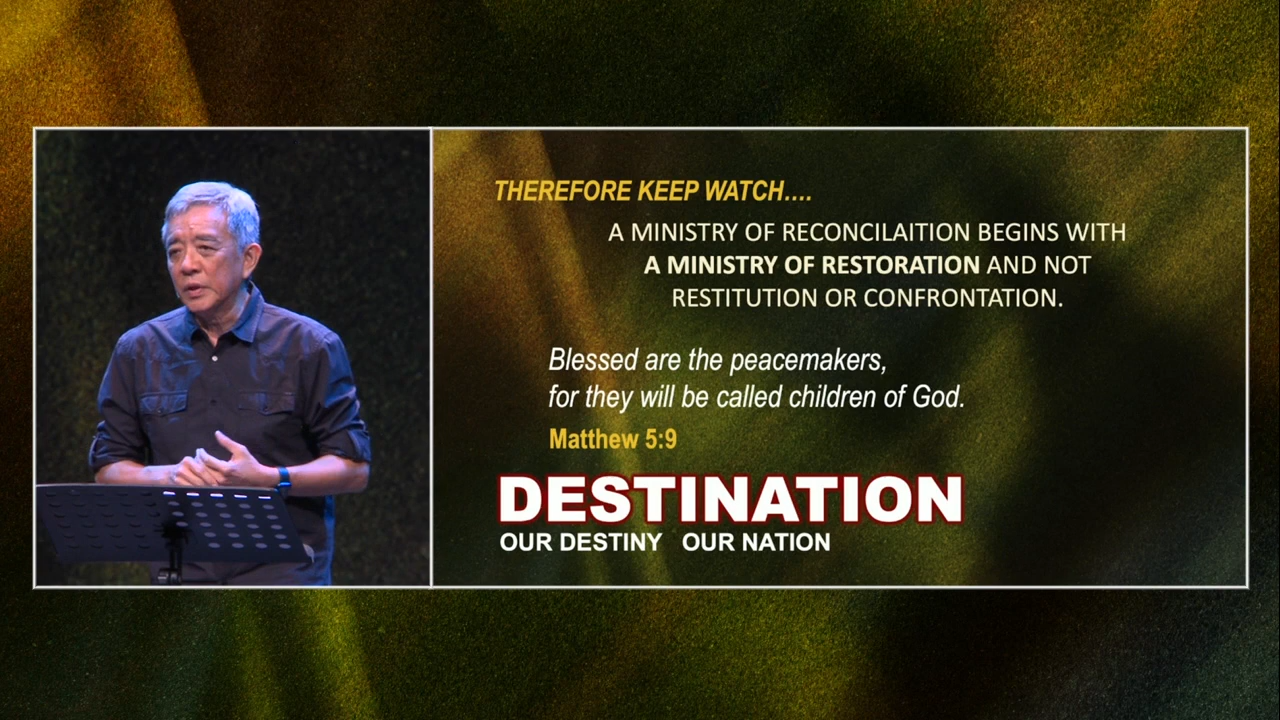 THEREFORE KEEP WATCH....
A MINISTRY OF RECONCILAITION BEGINS WITH
A MINISTRY OF RESTORATION AND NOT
RESTITUTION OR CONFRONTATION.
Blessed are the peacemakers,
for they will be called children of God.
Matthew 5:9
DESTINATION
OUR DESTINY OUR NATION